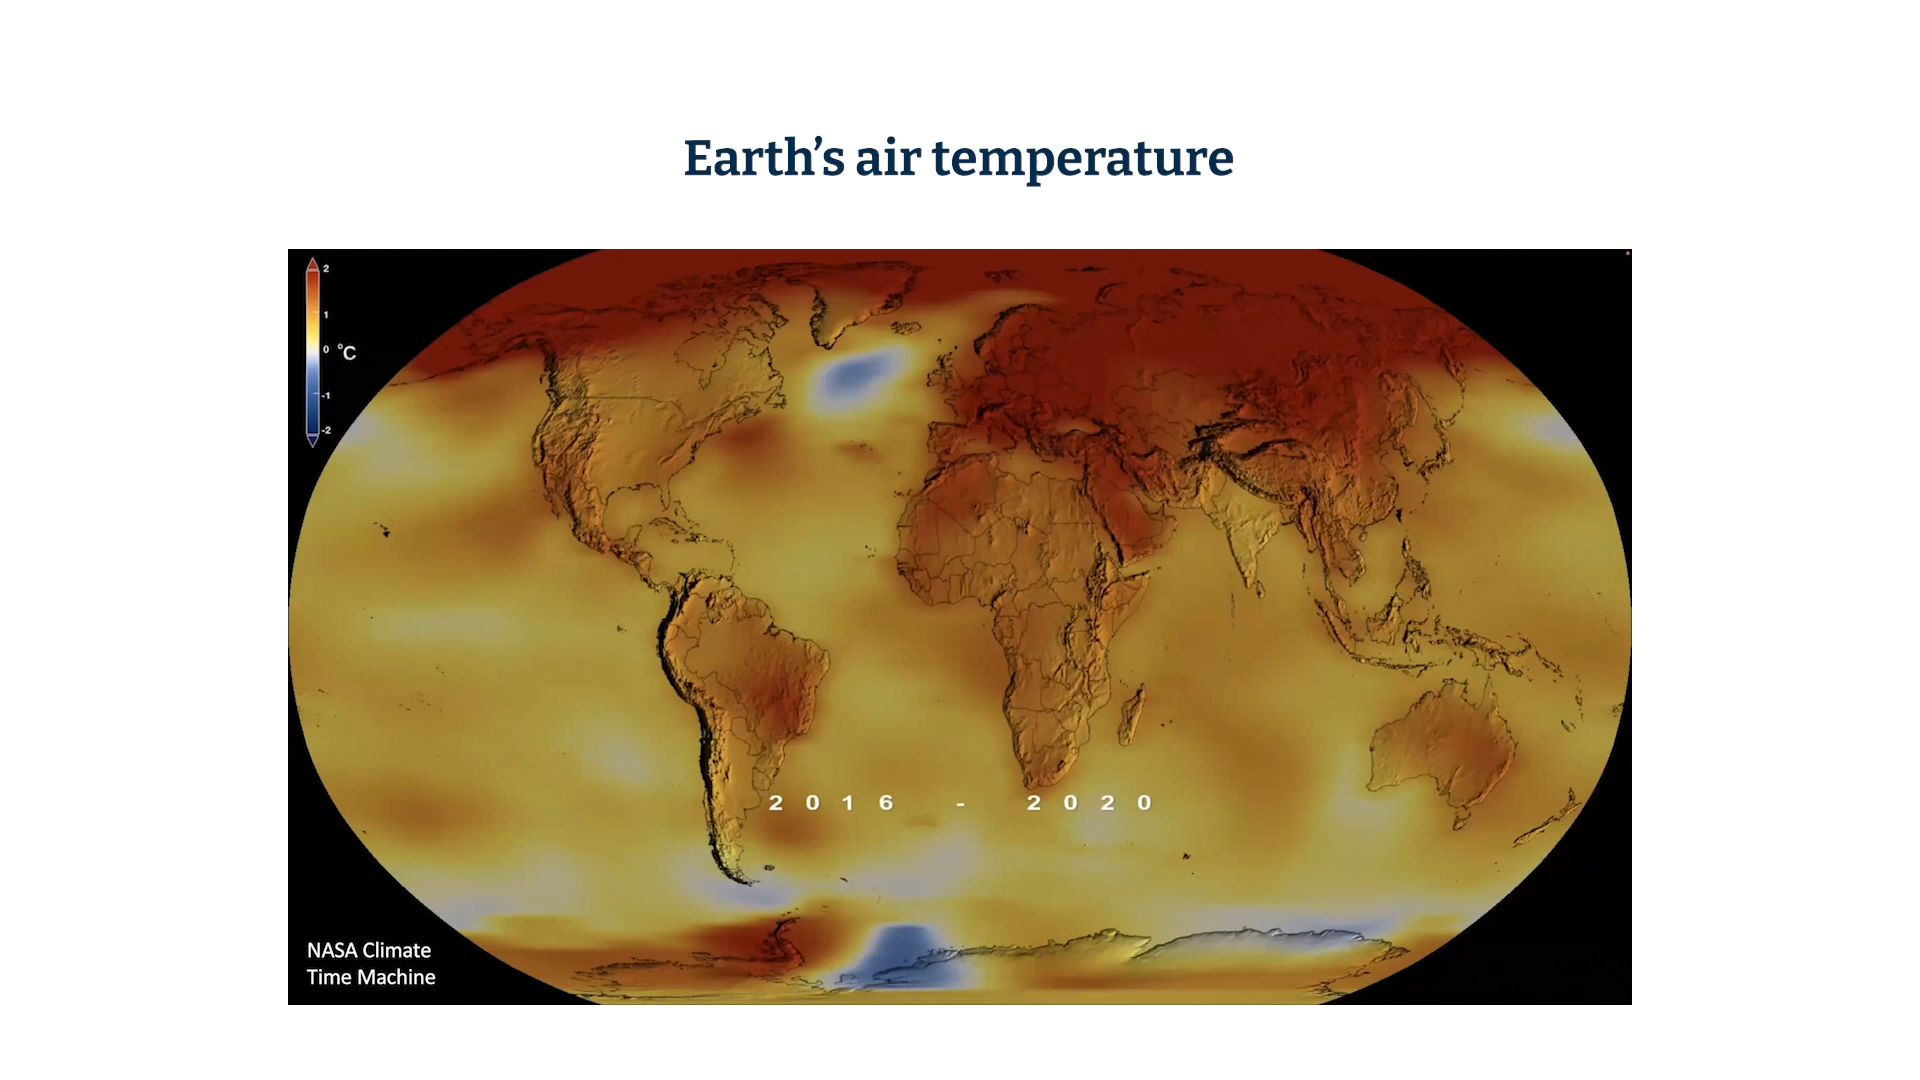 Earth’s air temperature
2
1
0 °C
-1
-2
2016 - 2020
NASA Climate
Time Machine